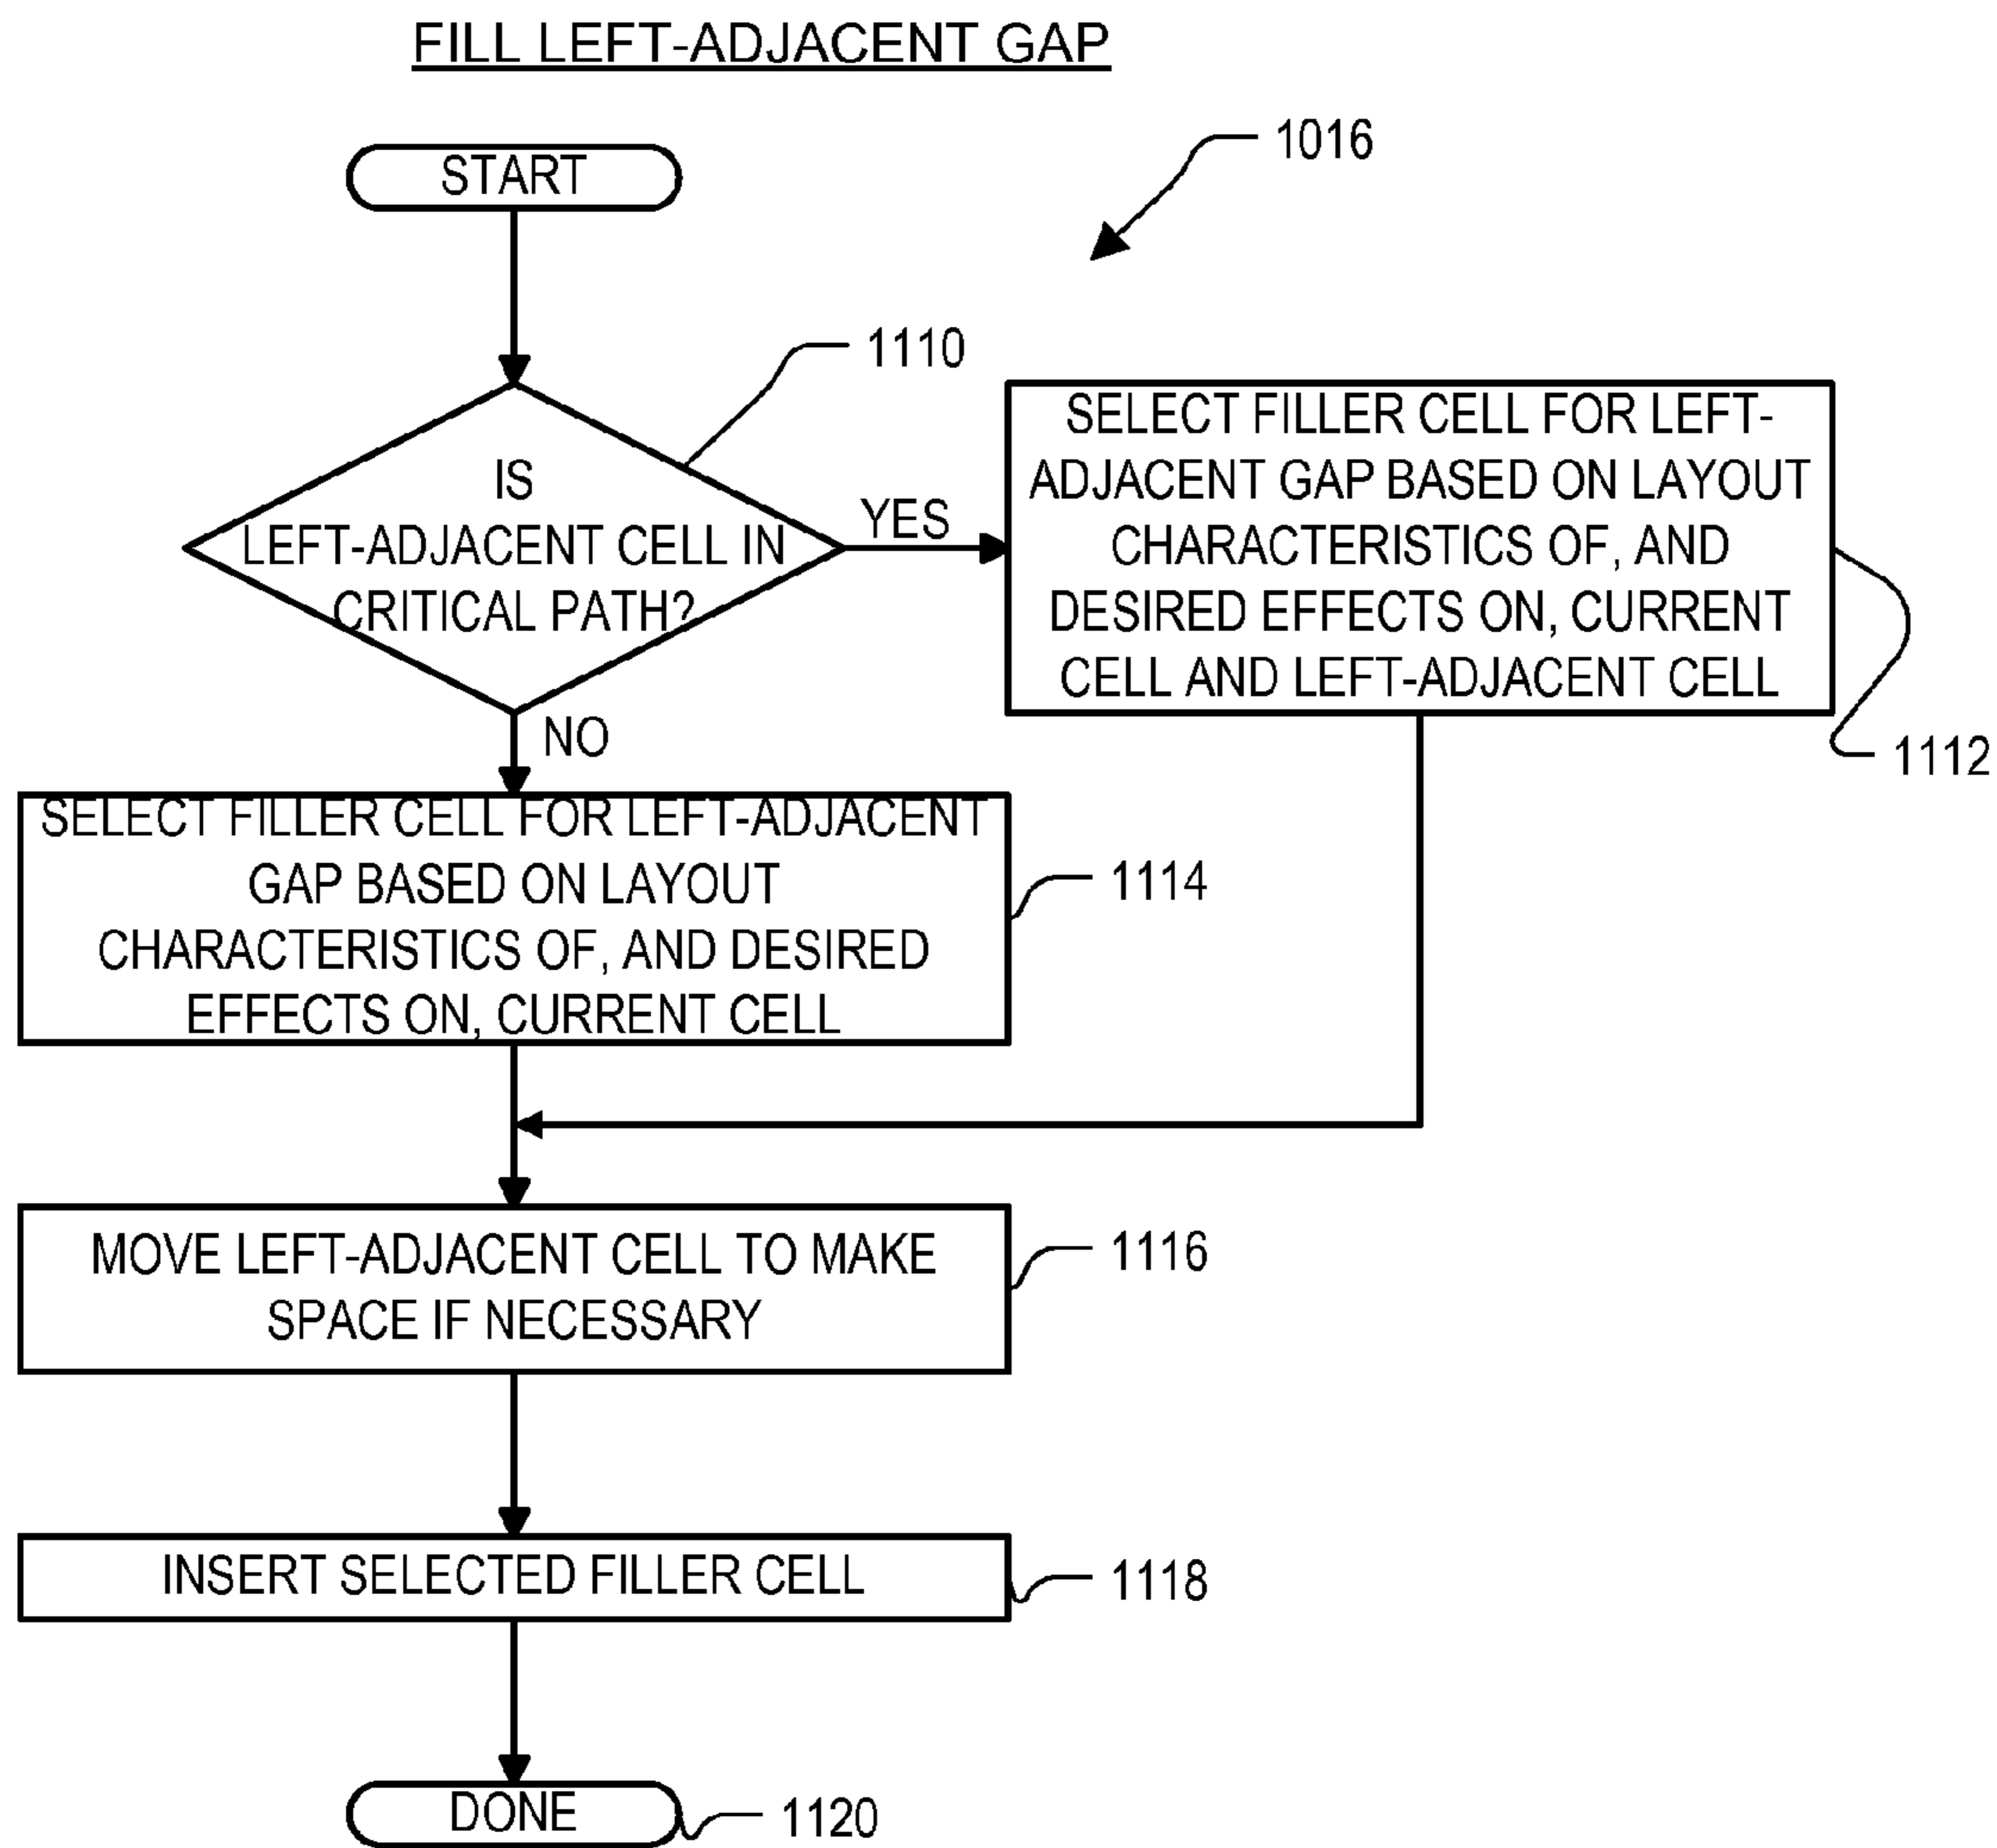 FILL LEFT-ADJACENT GAP
START
1016
1110
IS
LEFT-ADJACENT CELL IN
CRITICAL PATH?
YES
SELECT FILLER CELL FOR LEFT-
ADJACENT GAP BASED ON LAYOUT
CHARACTERISTICS OF, AND
DESIRED EFFECTS ON, CURRENT
CELL AND LEFT-ADJACENT CELL
1112
NO
SELECT FILLER CELL FOR LEFT-ADJACENT
GAP BASED ON LAYOUT
CHARACTERISTICS OF, AND DESIRED
EFFECTS ON, CURRENT CELL
1114
MOVE LEFT-ADJACENT CELL TO MAKE
SPACE IF NECESSARY
1116
INSERT SELECTED FILLER CELL
1118
DONE
1120